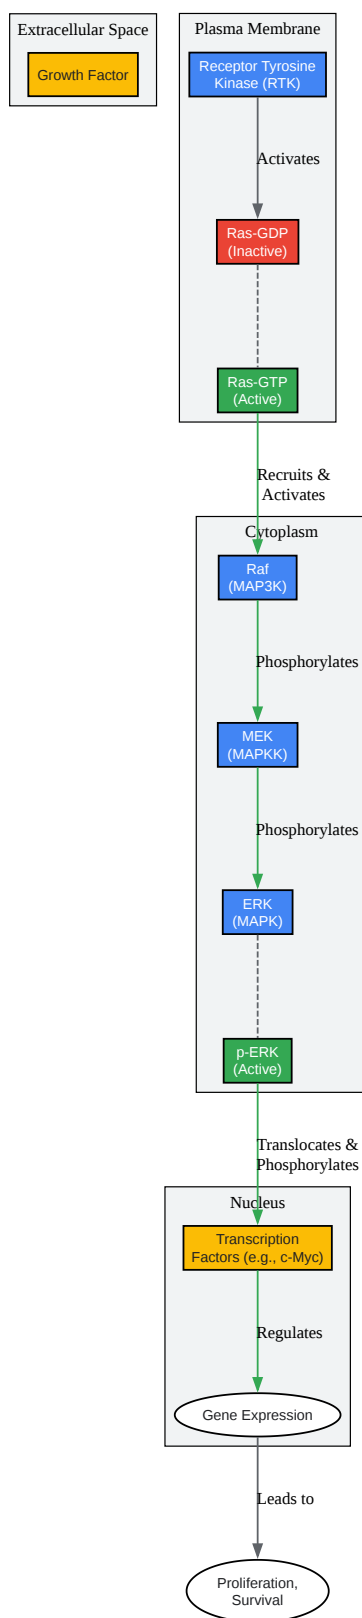 Extracellular Space
Growth Factor
Plasma Membrane
Receptor Tyrosine
Kinase (RTK)
Activates
Ras-GDP
(Inactive)
Ras-GTP
(Active)
Recruits &
Activates
Cytoplasm
Raf
(MAP3K)
Phosphorylates
MEK
(MAPKK)
Phosphorylates
ERK
(MAPK)
p-ERK
(Active)
Translocates &
Phosphorylates
Nucleus
Transcription
Factors (e.g., c-Myc)
Regulates
Gene Expression
Leads to
Proliferation,
Survival